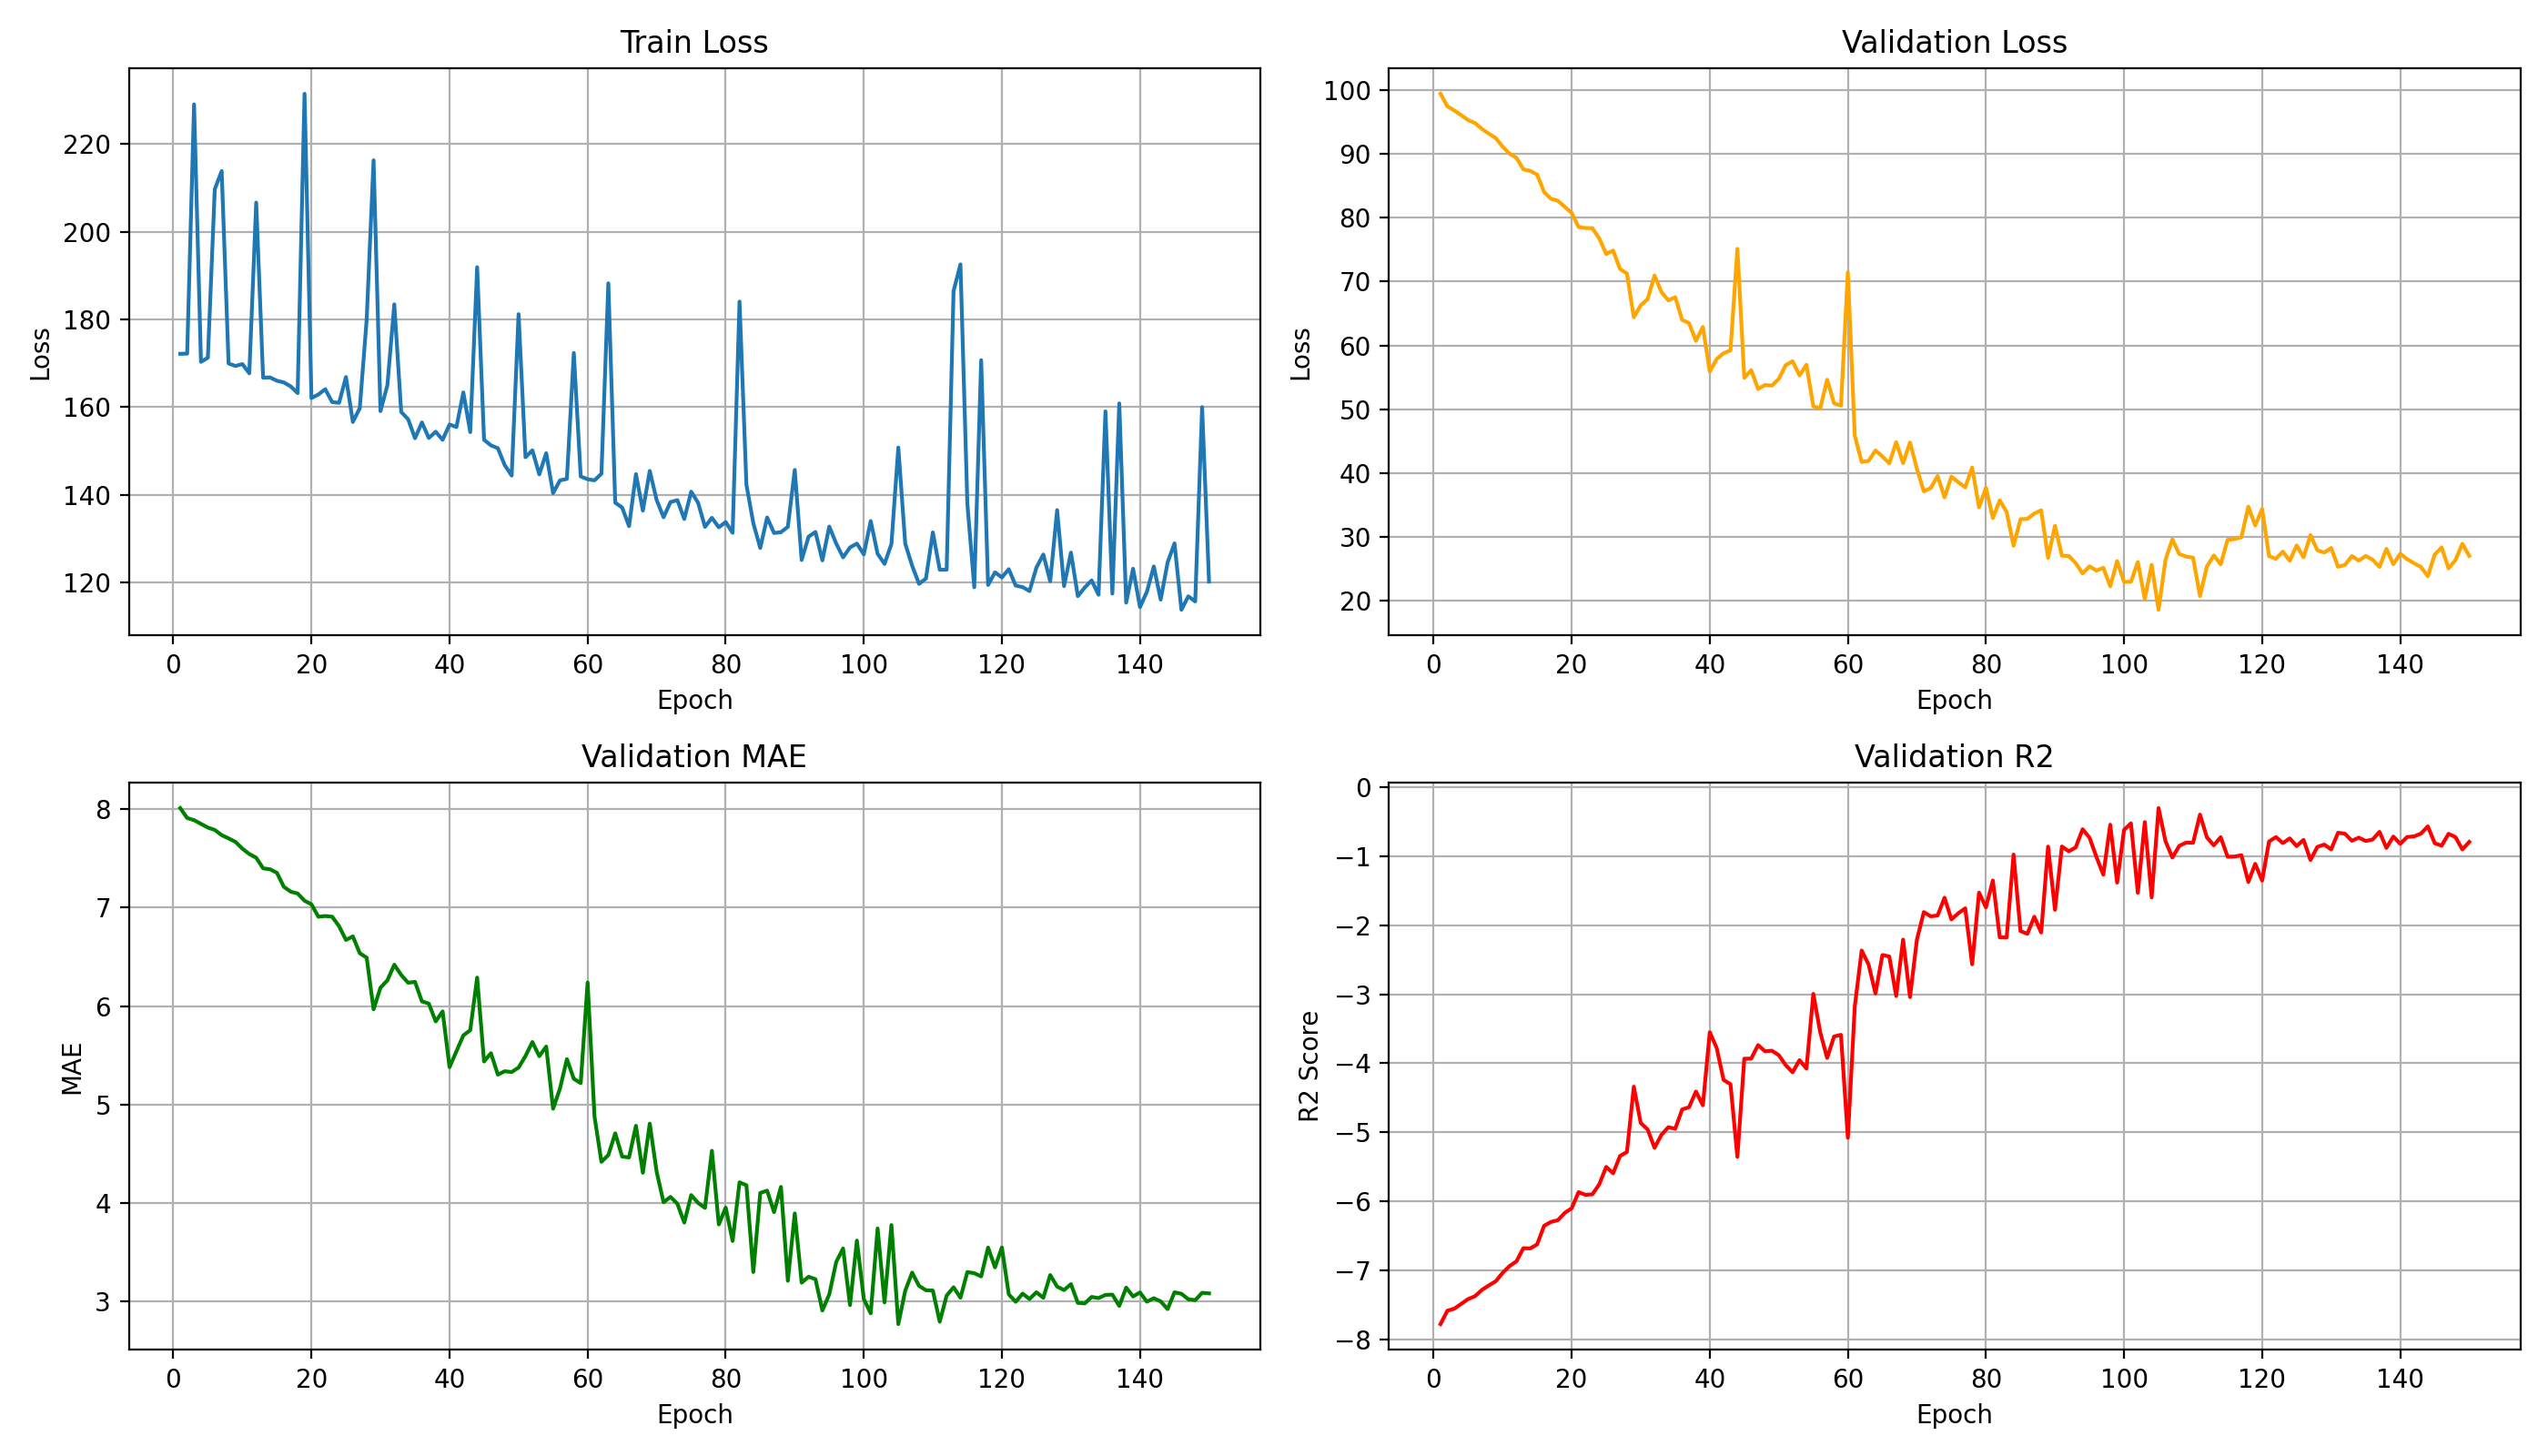 Train Loss
Loss
220
200
180
160
140
120
0 20 40 60 80 100 120 140
Epoch
Validation Loss
Loss
100
90
80
70
60
50
40
30
20
0 20 40 60 80 100 120 140
Epoch
Validation MAE
MAE
8
7
6
5
4
3
0 20 40 60 80 100 120 140
Epoch
Validation R2
R2 Score
0
−1
−2
−3
−4
−5
−6
−7
−8
0 20 40 60 80 100 120 140
Epoch